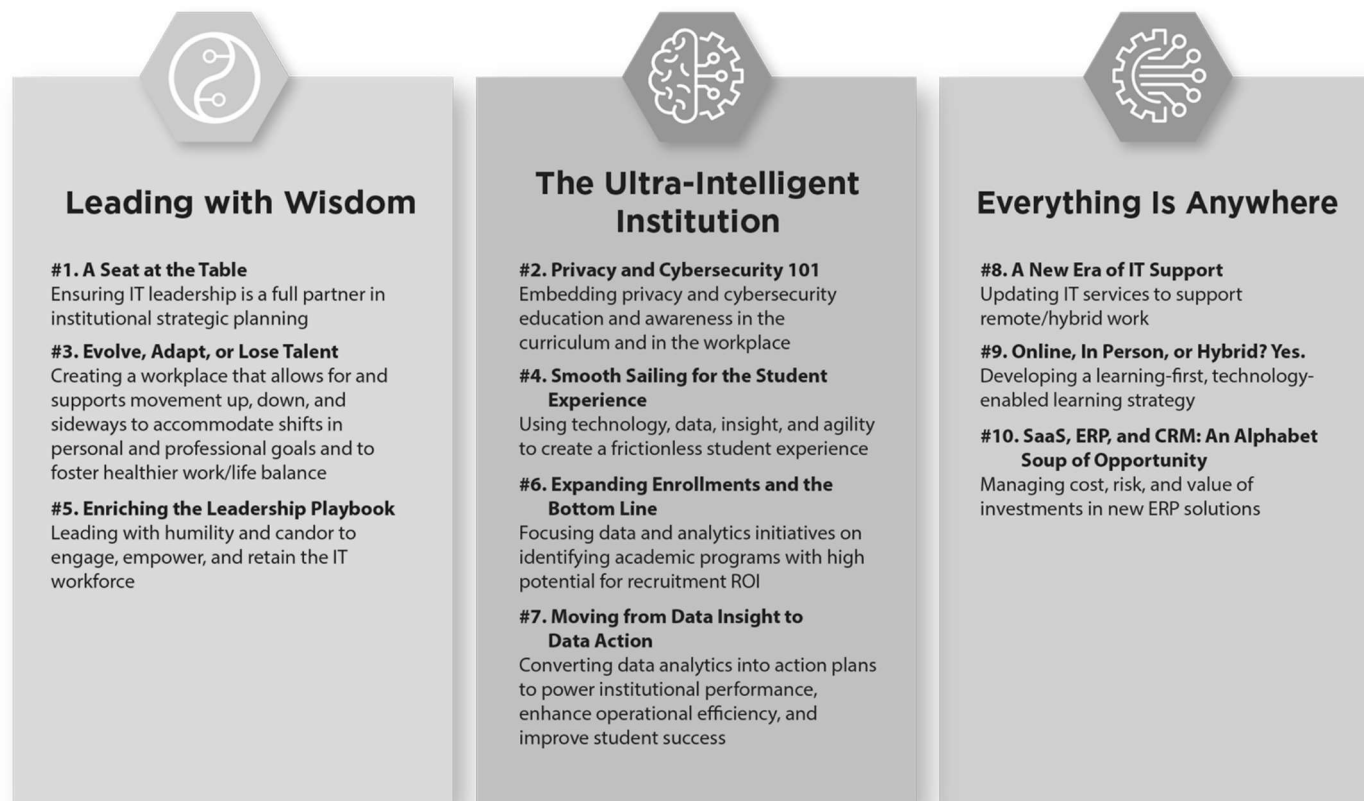 Leading with Wisdom
#1. A Seat at the Table
Ensuring IT leadership is a full partner in
institutional strategic planning
#3. Evolve, Adapt, or Lose Talent
Creating a workplace that allows for and
supports movement up, down, and
sideways to accommodate shifts in
personal and professional goals and to
foster healthier work/life balance
#5. Enriching the Leadership Playbook
Leading with humility and candor to
engage, empower, and retain the IT
workforce
The Ultra-Intelligent
Institution
#2. Privacy and Cybersecurity 101
Embedding privacy and cybersecurity
education and awareness in the
curriculum and in the workplace
#4. Smooth Sailing for the Student
Experience
Using technology, data, insight, and agility
to create a frictionless student experience
#6. Expanding Enrollments and the
Bottom Line
Focusing data and analytics initiatives on
identifying academic programs with high
potential for recruitment ROI
#7. Moving from Data Insight to
Data Action
Converting data analytics into action plans
to power institutional performance,
enhance operational efficiency, and
improve student success
Everything Is Anywhere
#8. A New Era of IT Support
Updating IT services to support
remote/hybrid work
#9. Online, In Person, or Hybrid? Yes.
Developing a learning-first, technology-
enabled learning strategy
#10. SaaS, ERP, and CRM: An Alphabet
Soup of Opportunity
Managing cost, risk, and value of
investments in new ERP solutions